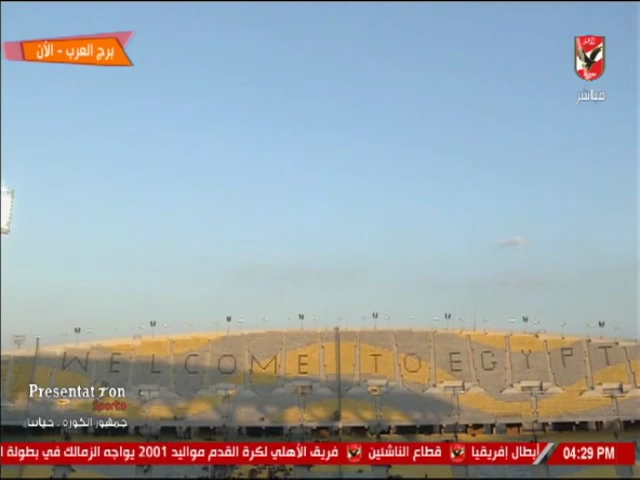 برج العرب - الآن
مباشر
WELCOME TO EGYPT
Presentation
Sports
جمهور الكورة .. حياتنا
أبطال إفريقيا قطاع الناشئين فريق الأهلي لكرة القدم مواليد 2001 يواجه الزمالك في بطولة
04:29 PM